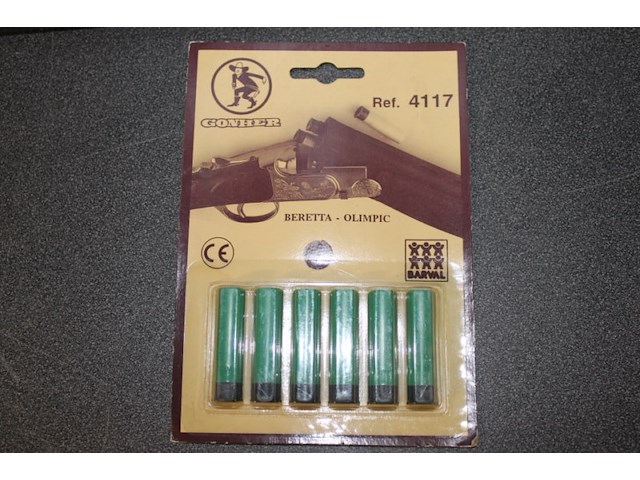 GONHER
Ref. 4117
BERETTA - OLIMPIC
CE
BARVAL